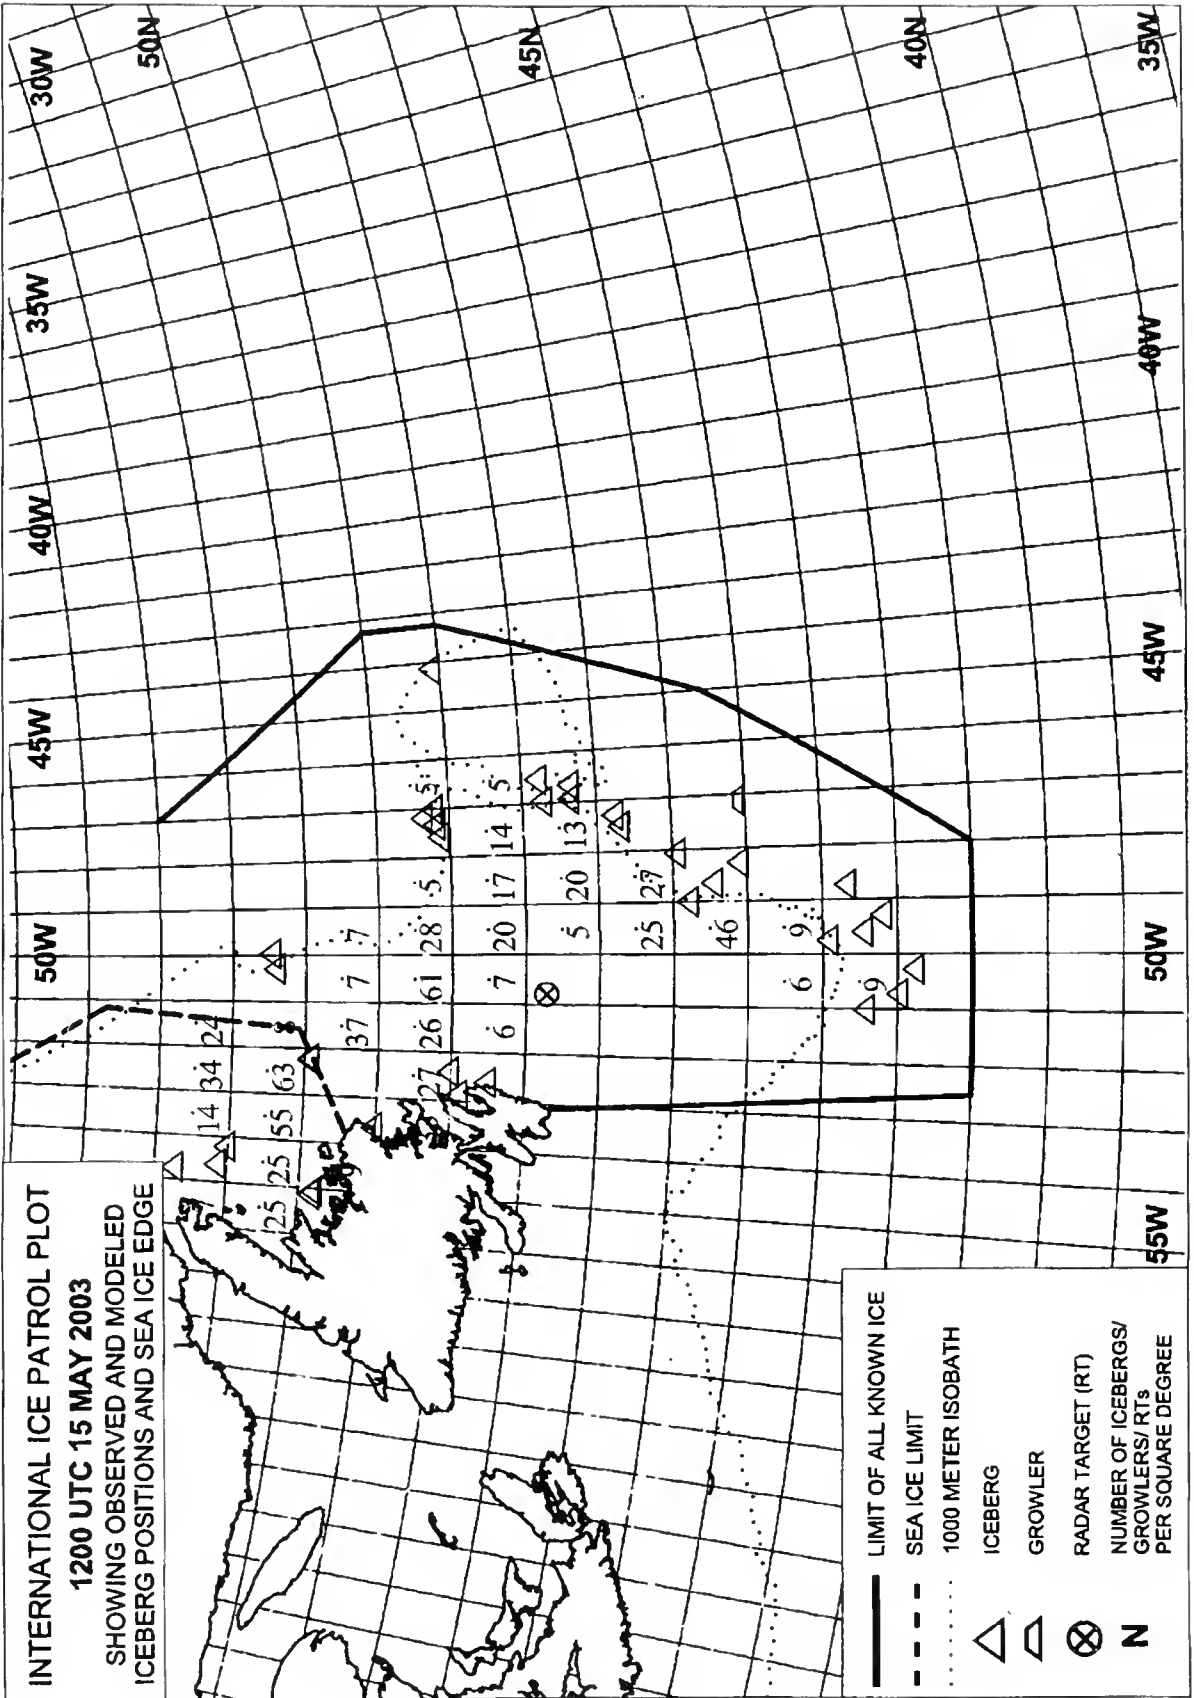 INTERNATIONAL ICE PATROL PLOT
1200 UTC 15 MAY 2003
SHOWING OBSERVED AND MODELED
ICEBERG POSITIONS AND SEA ICE EDGE
50W 45W 40W 35W 30W
50N
14 34 24
25 25 55 63 8
37 7 7
27 26 61 28 5 5
6 7 20 17 14 5
45N
5 20 13
25 27
46
6 9
9
40N
LIMIT OF ALL KNOWN ICE
SEA ICE LIMIT
1000 METER ISOBATH
ICEBERG
GROWLER
RADAR TARGET (RT)
N NUMBER OF ICEBERGS/
GROWLERS/ RTs
PER SQUARE DEGREE
55W 50W 45W 40W 35W